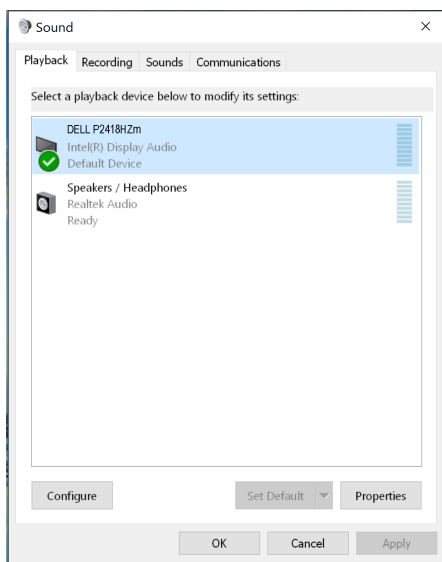 Sound
Playback Recording Sounds Communications
Select a playback device below to modify its settings:
DELL P2418HZm
Intel(R) Display Audio
Default Device
Speakers / Headphones
Realtek Audio
Ready
Configure Set Default Properties
OK Cancel Apply